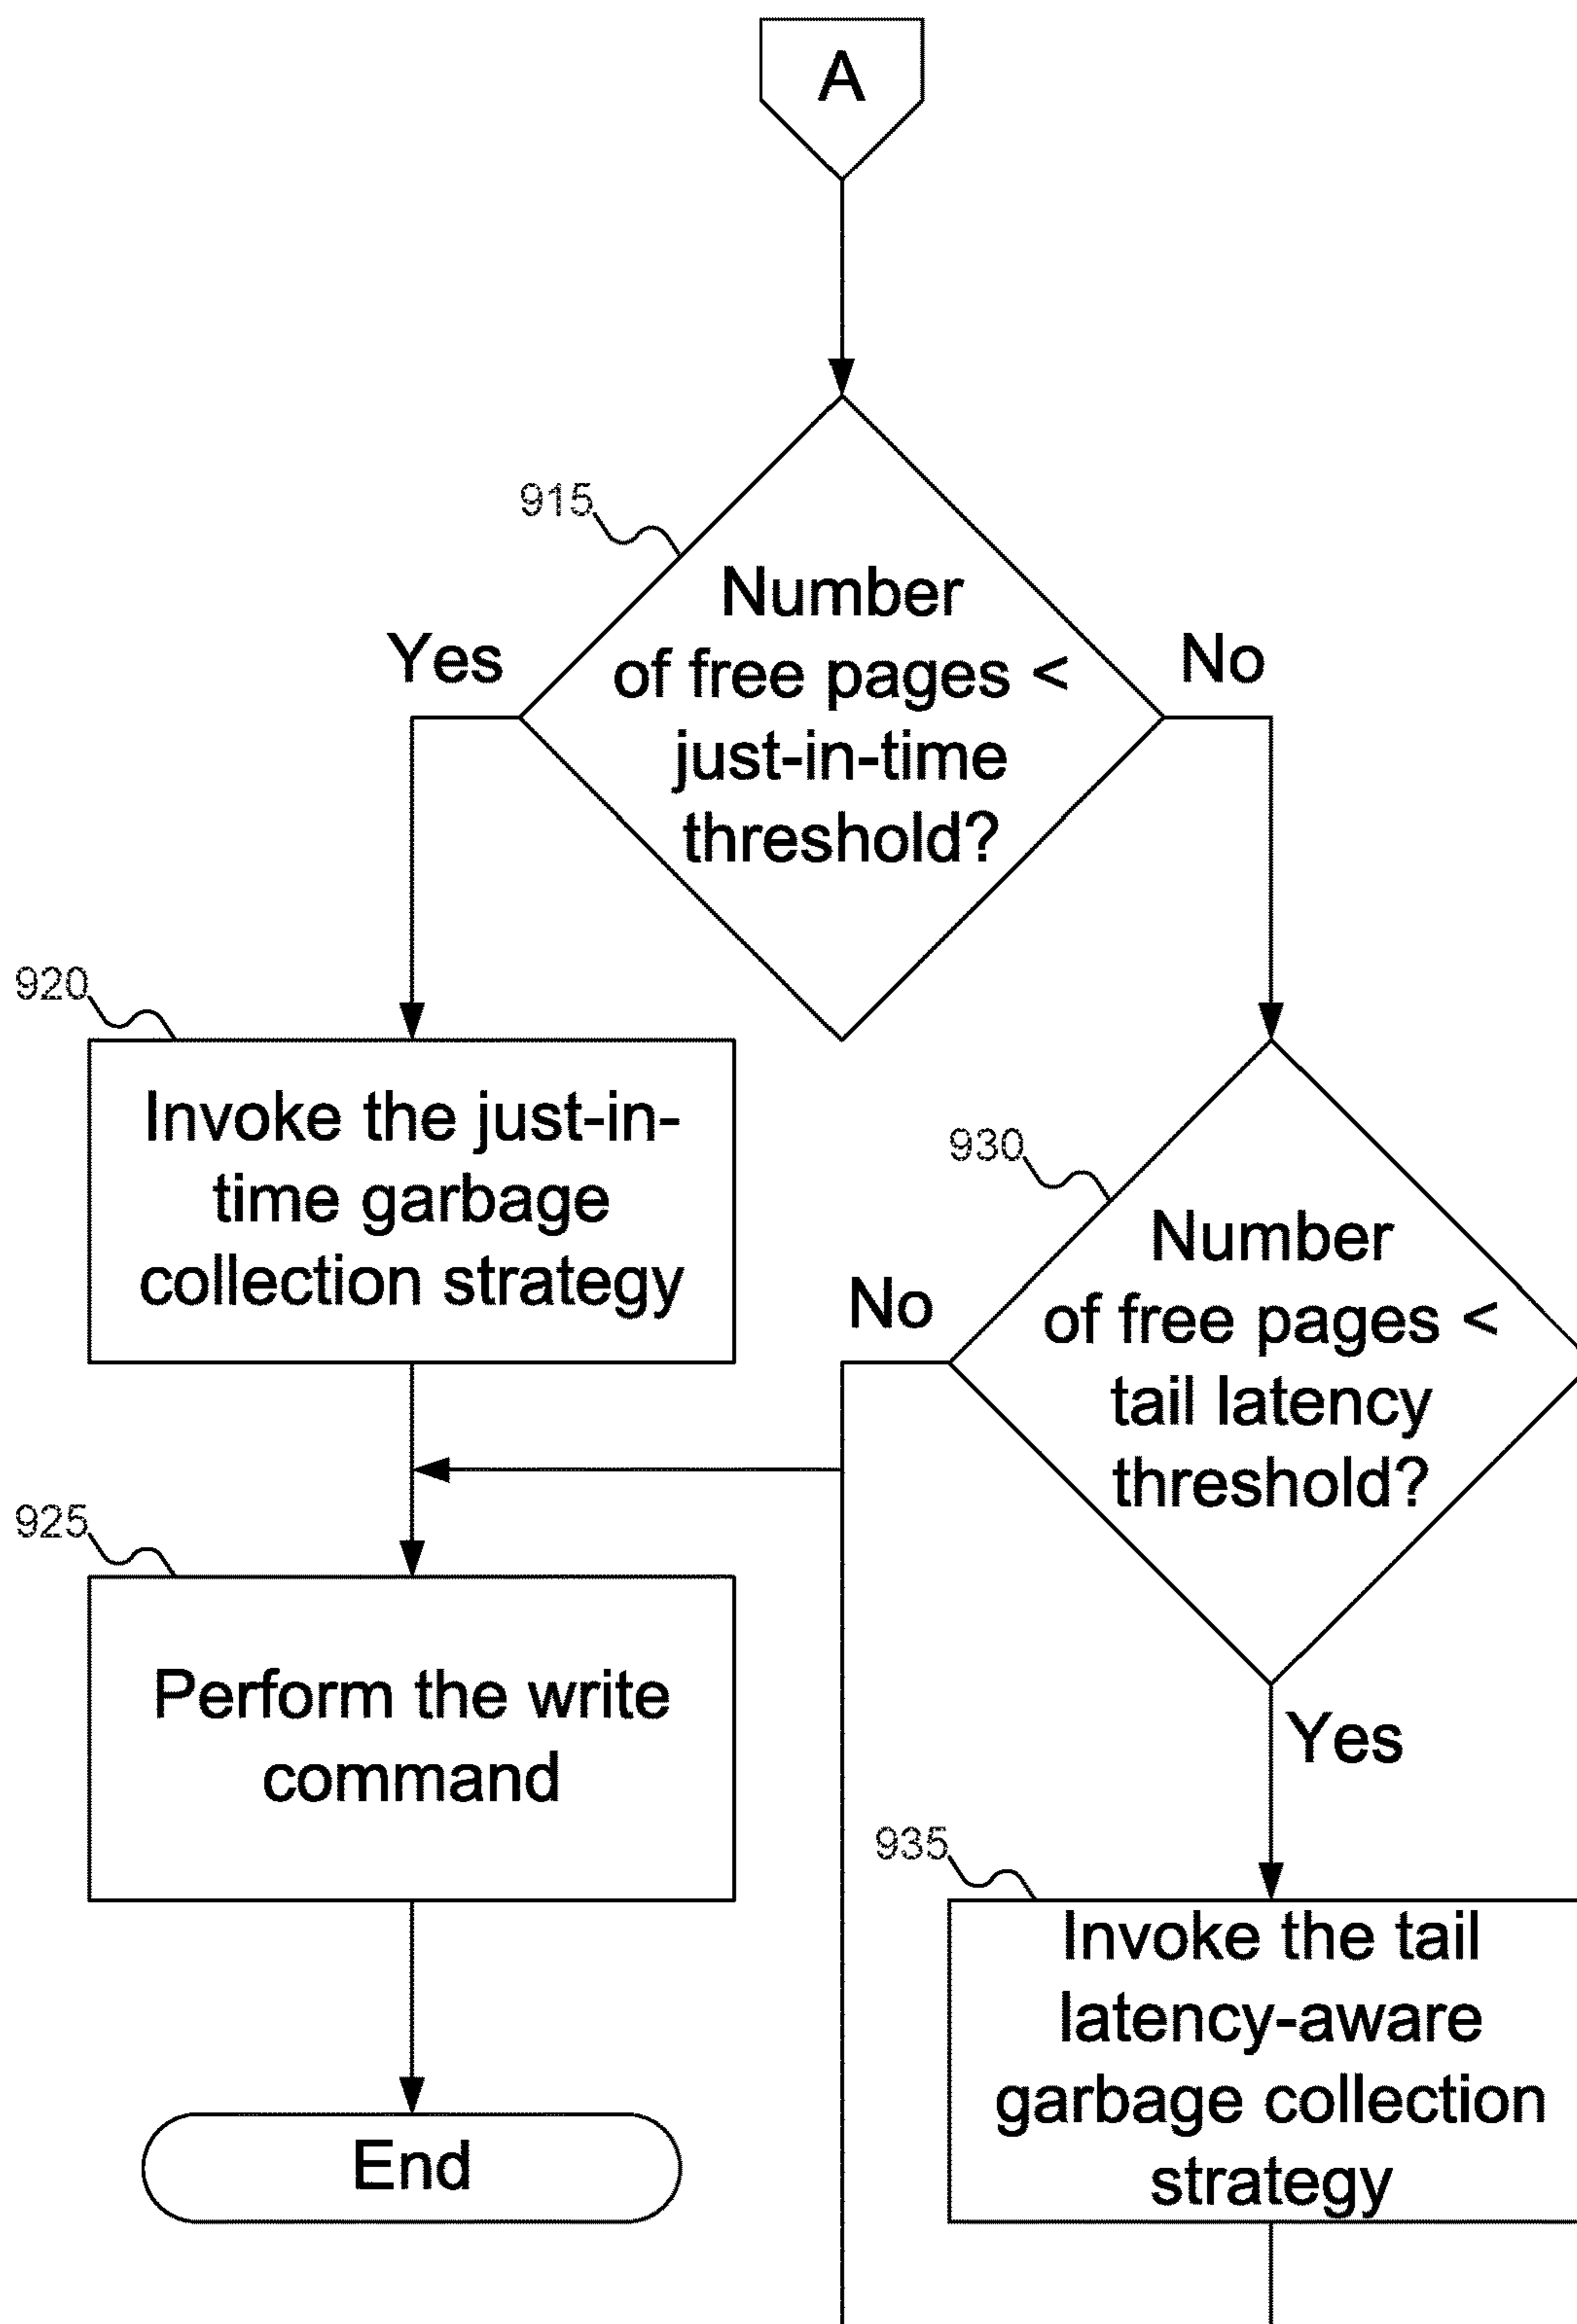 A
915
Number
of free pages <
just-in-time
threshold?
Yes
No
920
Invoke the just-in-
time garbage
collection strategy
930
Number
of free pages <
tail latency
threshold?
No
Yes
925
Perform the write
command
935
Invoke the tail
latency-aware
garbage collection
strategy
End